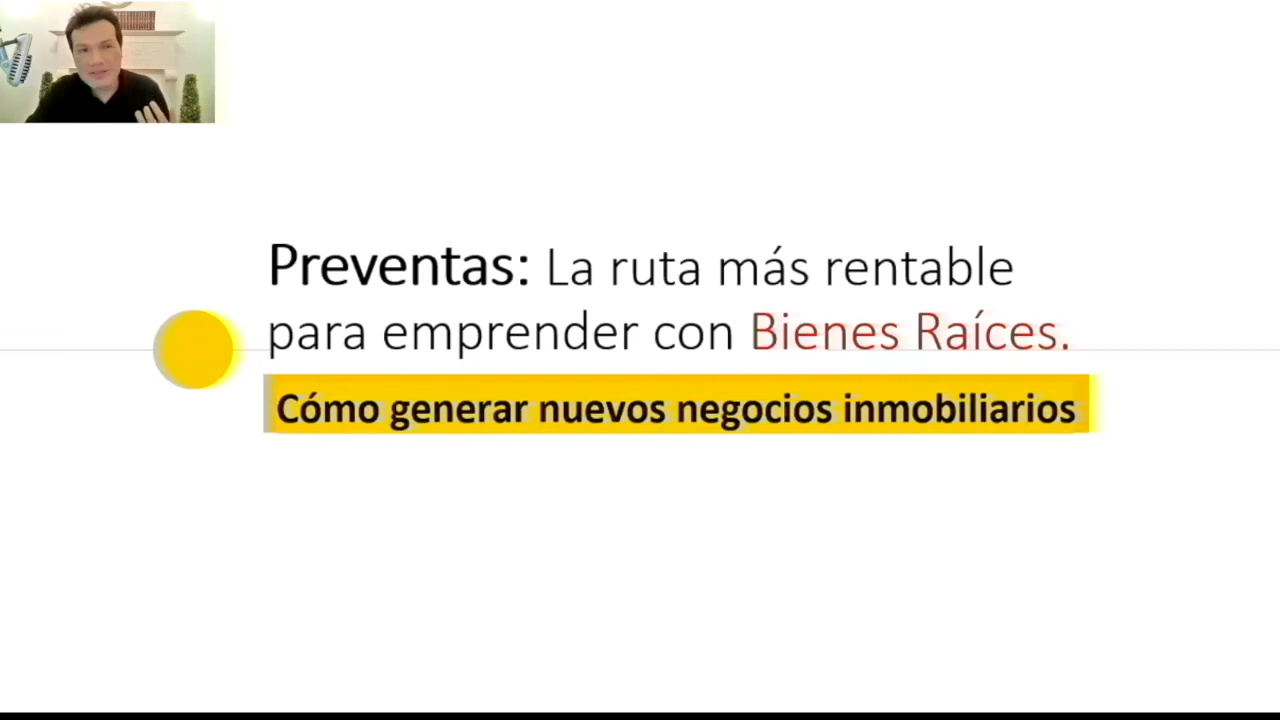 Preventas: La ruta más rentable
para emprender con Bienes Raíces.
Cómo generar nuevos negocios inmobiliarios